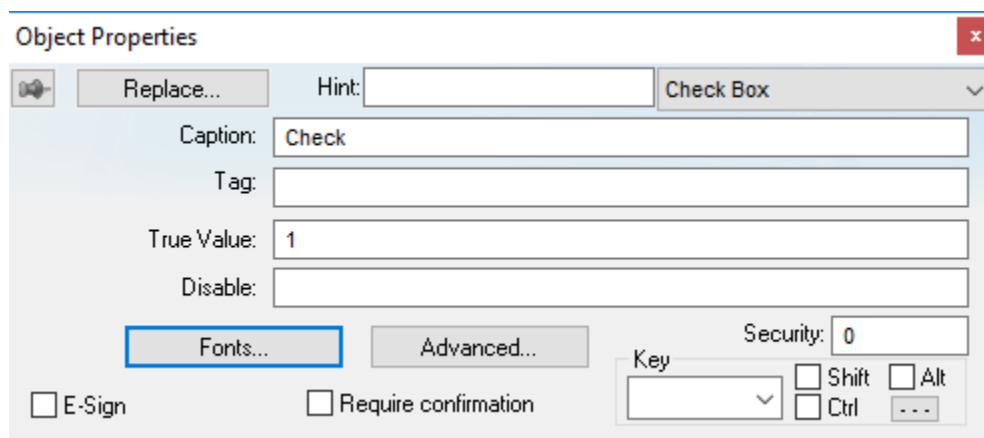 Object Properties x
Replace... Hint: Check Box
Caption: Check
Tag:
True Value: 1
Disable:
Fonts... Advanced... Security: 0
Key
Shift Alt
E-Sign Require confirmation Ctrl ...